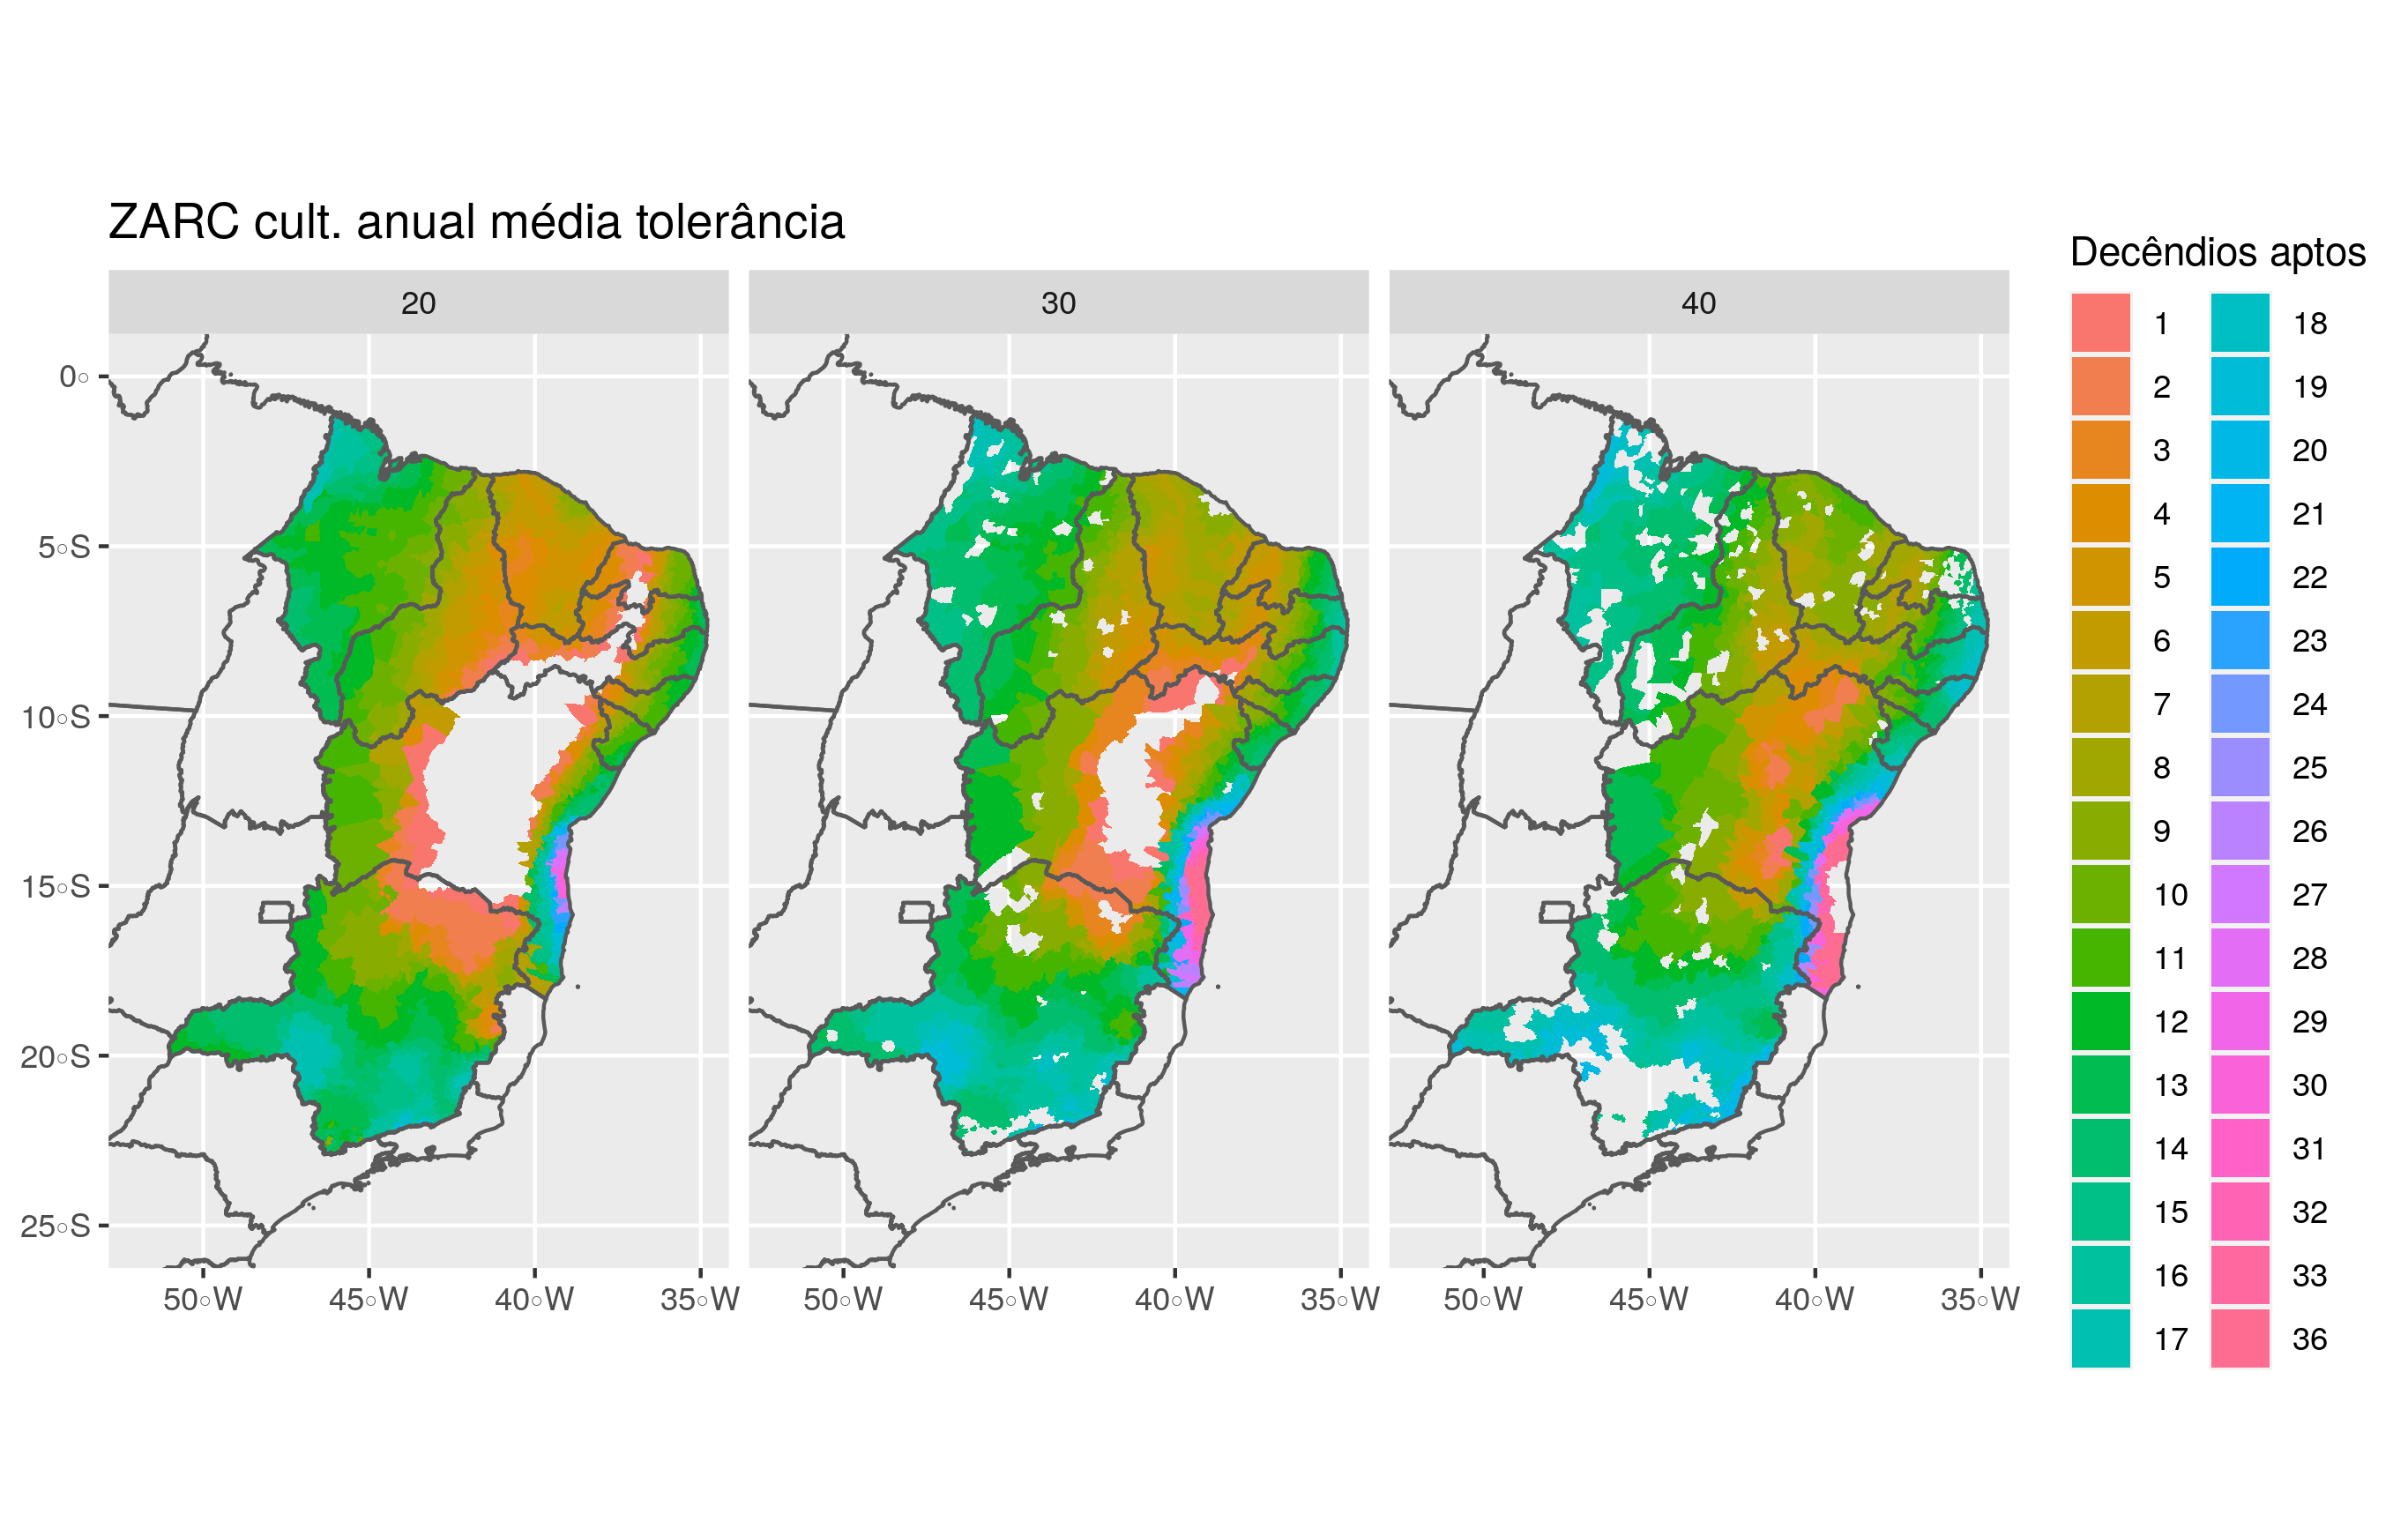 ZARC cult. anual média tolerância
20 30 40
0°
5°S
10°S
15°S
20°S
25°S
50°W 45°W 40°W 35°W 50°W 45°W 40°W 35°W 50°W 45°W 40°W 35°W
Decêndios aptos
1 18
2 19
3 20
4 21
5 22
6 23
7 24
8 25
9 26
10 27
11 28
12 29
13 30
14 31
15 32
16 33
17 36